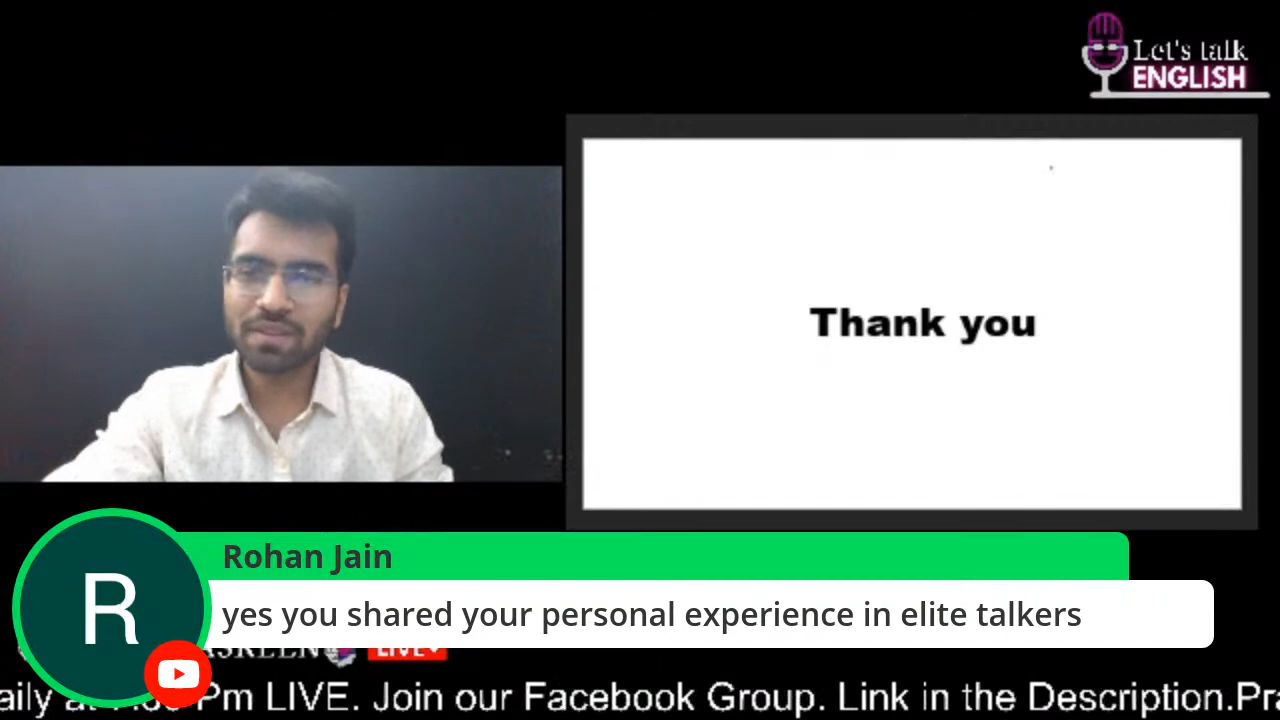 Let's talk
ENGLISH
Thank you
Rohan Jain
R
yes you shared your personal experience in elite talkers
LIVE
Pm LIVE. Join our Facebook Group. Link in the Description.